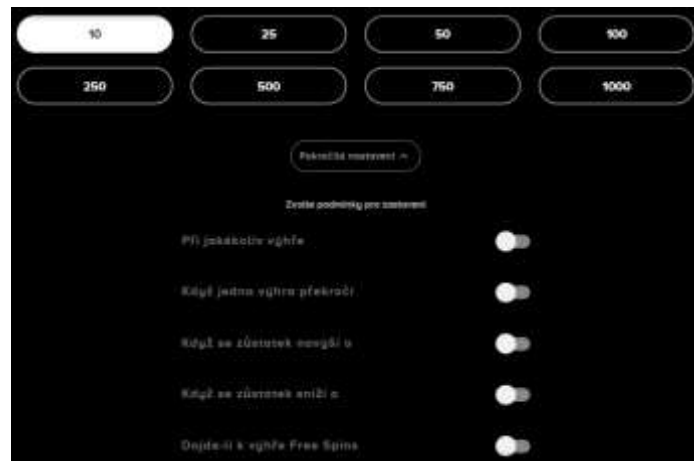 10 25 50 100
250 500 750 1000
Pokročilá nastavení
Zvolte podmínky pro zastavení
Při jakékoliv výhře
Když jedna výhra překročí
Když se zůstatek navýší o
Když se zůstatek sníží o
Dojde-li k výhře Free Spins